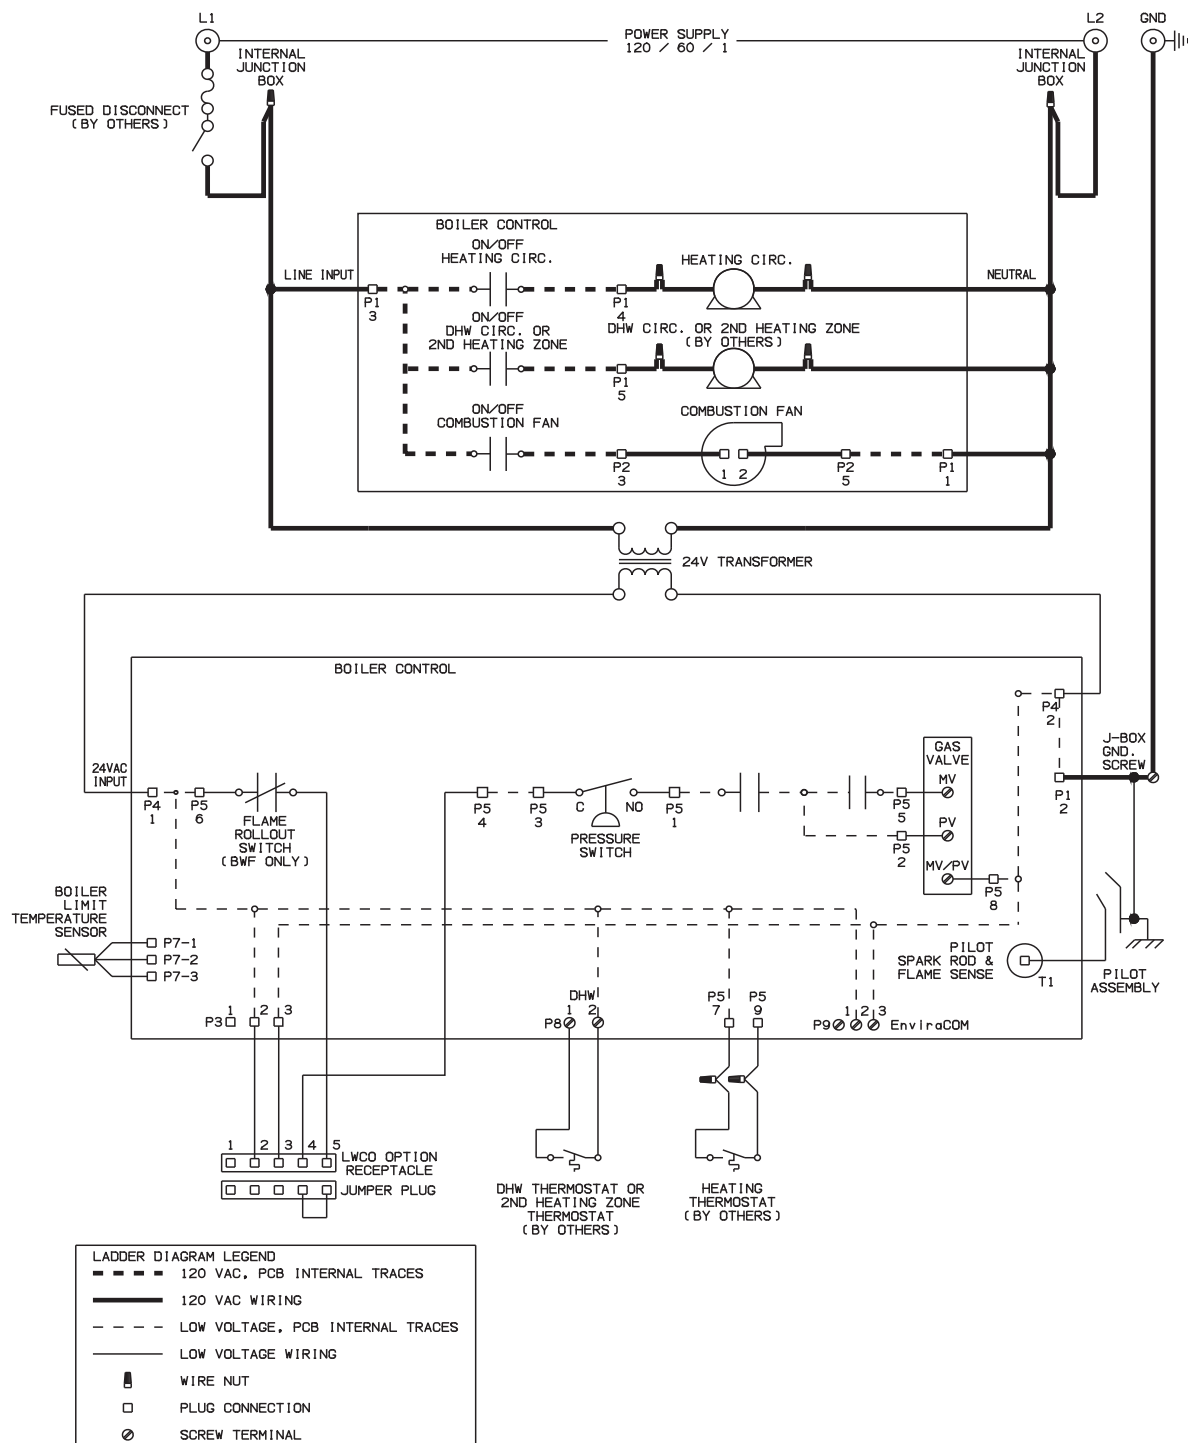 L1
L2
GND
POWER SUPPLY
120 / 60 / 1
INTERNAL
JUNCTION
BOX
INTERNAL
JUNCTION
BOX
FUSED DISCONNECT
(BY OTHERS)
BOILER CONTROL
ON/OFF
HEATING CIRC.
HEATING CIRC.
LINE INPUT
NEUTRAL
P1
3
P1
4
ON/OFF
DHW CIRC. OR
2ND HEATING ZONE
DHW CIRC. OR 2ND HEATING ZONE
(BY OTHERS)
P1
5
ON/OFF
COMBUSTION FAN
COMBUSTION FAN
P2
3
1 2
P2
5
P1
1
24V TRANSFORMER
BOILER CONTROL
P4
2
J-BOX
GND.
SCREW
GAS
VALVE
24VAC
INPUT
MV
P4
1
P5
6
P5
4
P5
3
C
NO
P5
1
P5
5
P1
2
FLAME
ROLLOUT
SWITCH
(BWF ONLY)
PRESSURE
SWITCH
PV
P5
2
MV/PV
P5
8
BOILER
LIMIT
TEMPERATURE
SENSOR
P7-1
P7-2
P7-3
PILOT
SPARK ROD &
FLAME SENSE
T1
PILOT
ASSEMBLY
P3
1 2 3
DHW
P8
1 2
P5
7
P5
9
P9
1 2 3
EnviraCOM
1 2 3 4 5
LWCO OPTION
RECEPTACLE
JUMPER PLUG
DHW THERMOSTAT OR
2ND HEATING ZONE
THERMOSTAT
(BY OTHERS)
HEATING
THERMOSTAT
(BY OTHERS)
LADDER DIAGRAM LEGEND
120 VAC, PCB INTERNAL TRACES
120 VAC WIRING
LOW VOLTAGE, PCB INTERNAL TRACES
LOW VOLTAGE WIRING
WIRE NUT
PLUG CONNECTION
SCREW TERMINAL